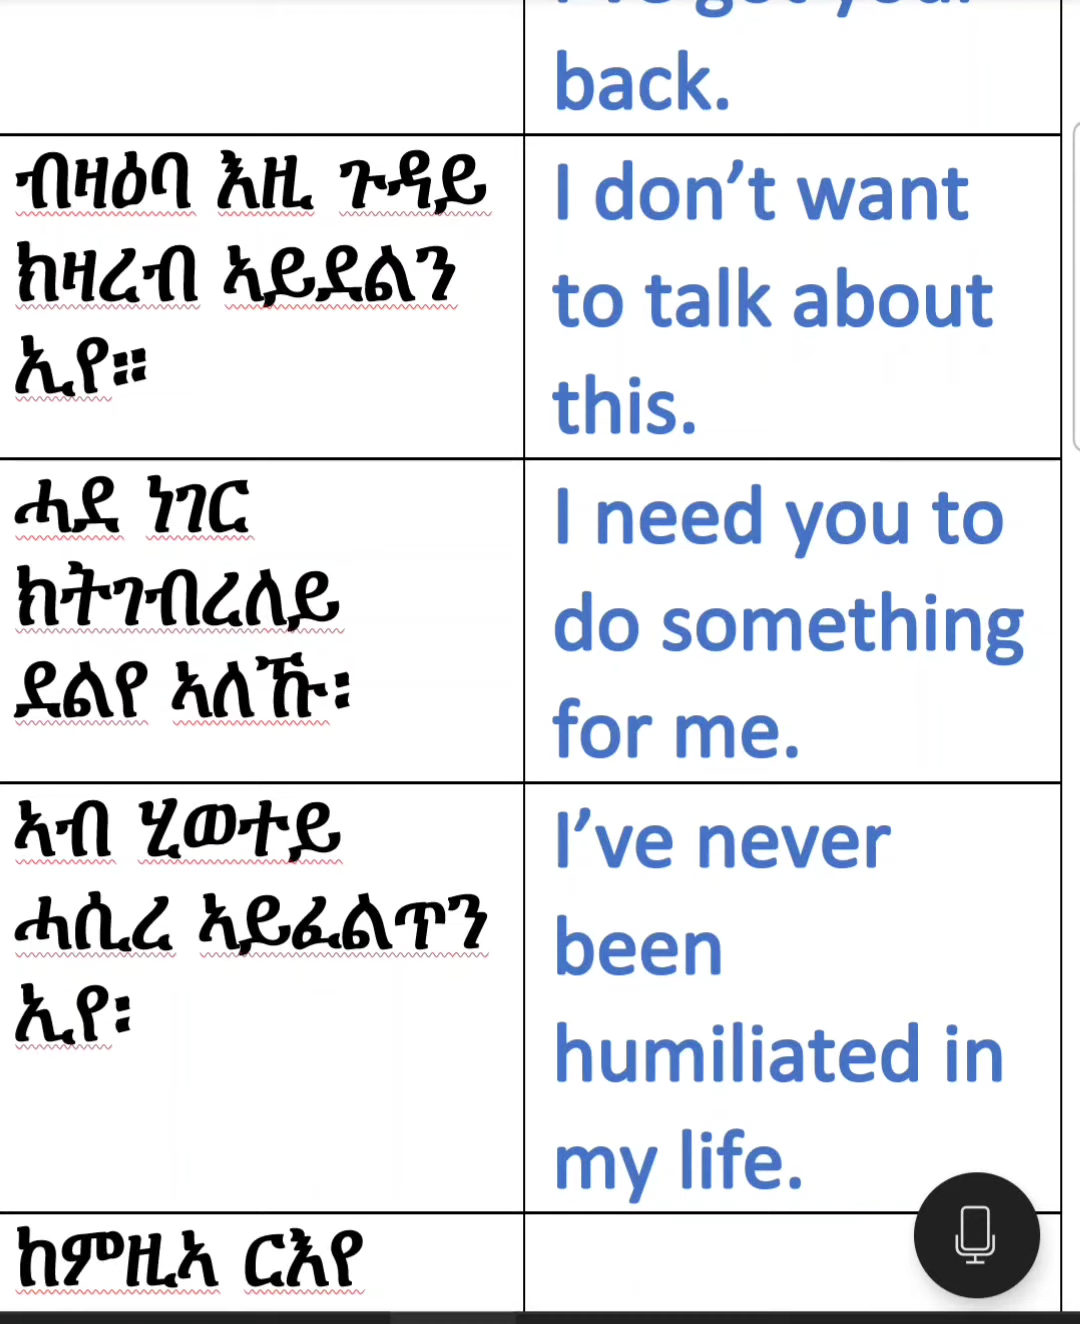 back.
ብዛዕባ እዚ ጉዳይ
ክዛረብ ኣይደልን
ኢየ።
I don’t want
to talk about
this.
ሓደ ነገር
ክትገብረለይ
ደልየ ኣለኹ፡
I need you to
do something
for me.
ኣብ ሂወተይ
ሓሲረ ኣይፈልጥን
ኢየ፡
I’ve never
been
humiliated in
my life.
ከምዚኣ ርእየ